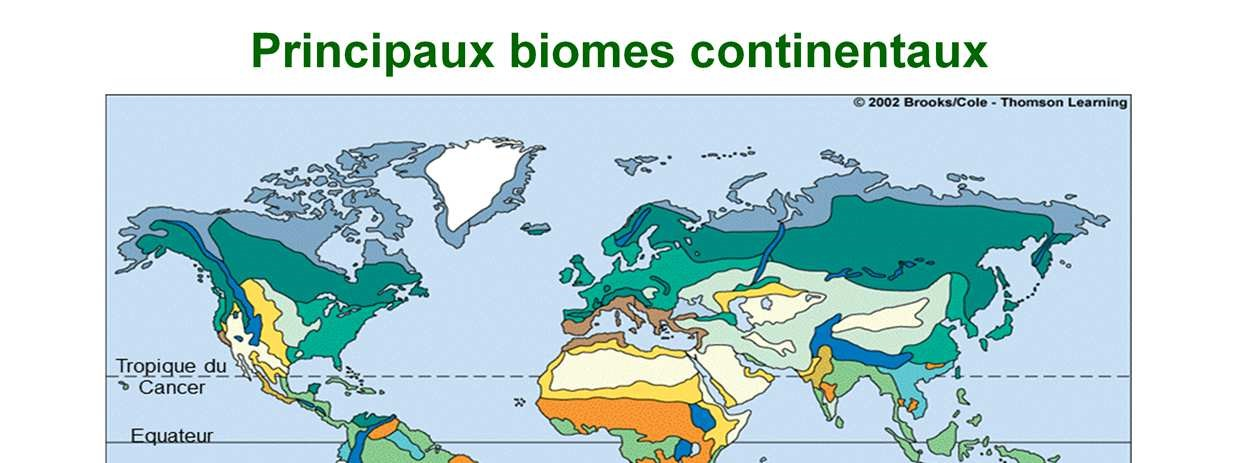 Principaux biomes continentaux
© 2002 Brooks/Cole - Thomson Learning
Tropique du
Cancer
Equateur